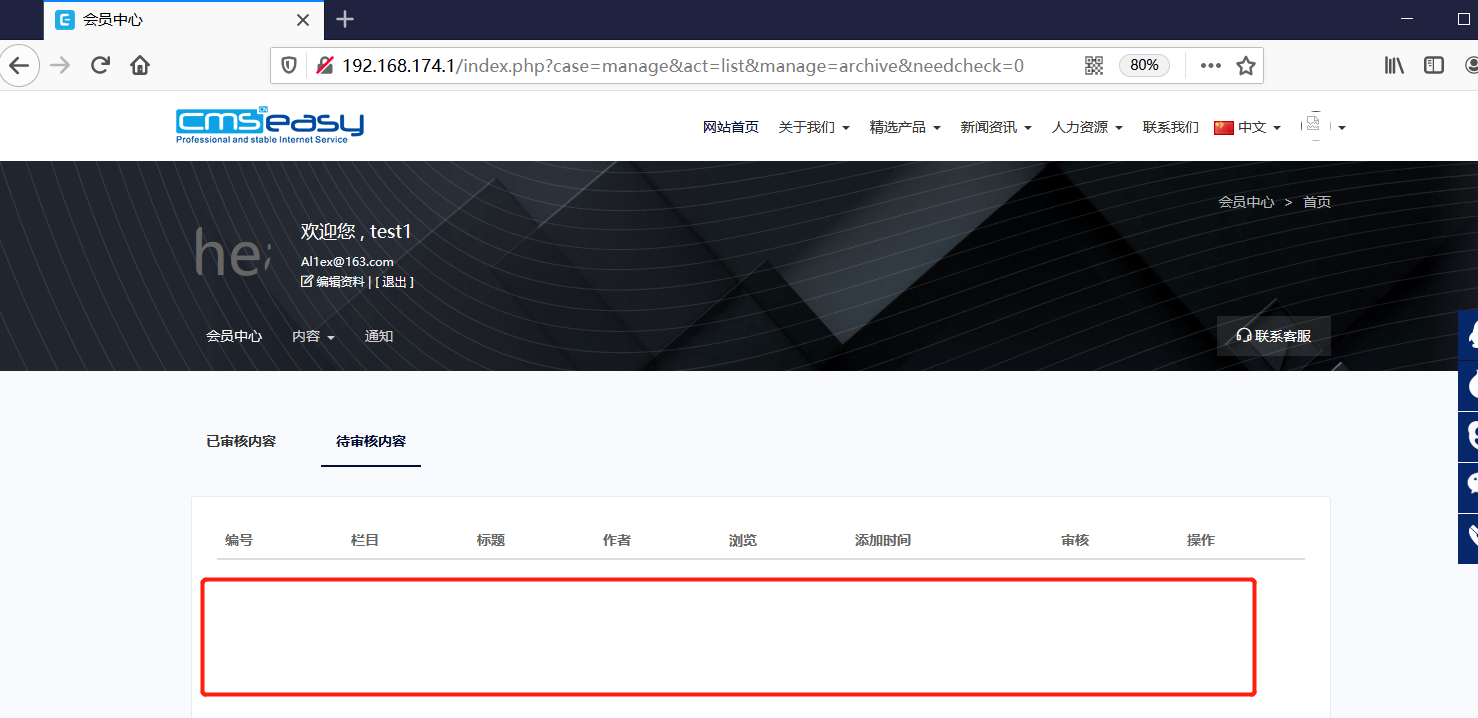 会员中心
192.168.174.1/index.php?case=manage&act=list&manage=archive&needcheck=0
80%
cmseasy CN
Professional and stable Internet Service
网站首页 关于我们 精选产品 新闻资讯 人力资源 联系我们 中文
会员中心 > 首页
hea
欢迎您 , test1
Al1ex@163.com
编辑资料 | [ 退出 ]
会员中心 内容 通知
联系客服
已审核内容 待审核内容
编号 栏目 标题 作者 浏览 添加时间 审核 操作